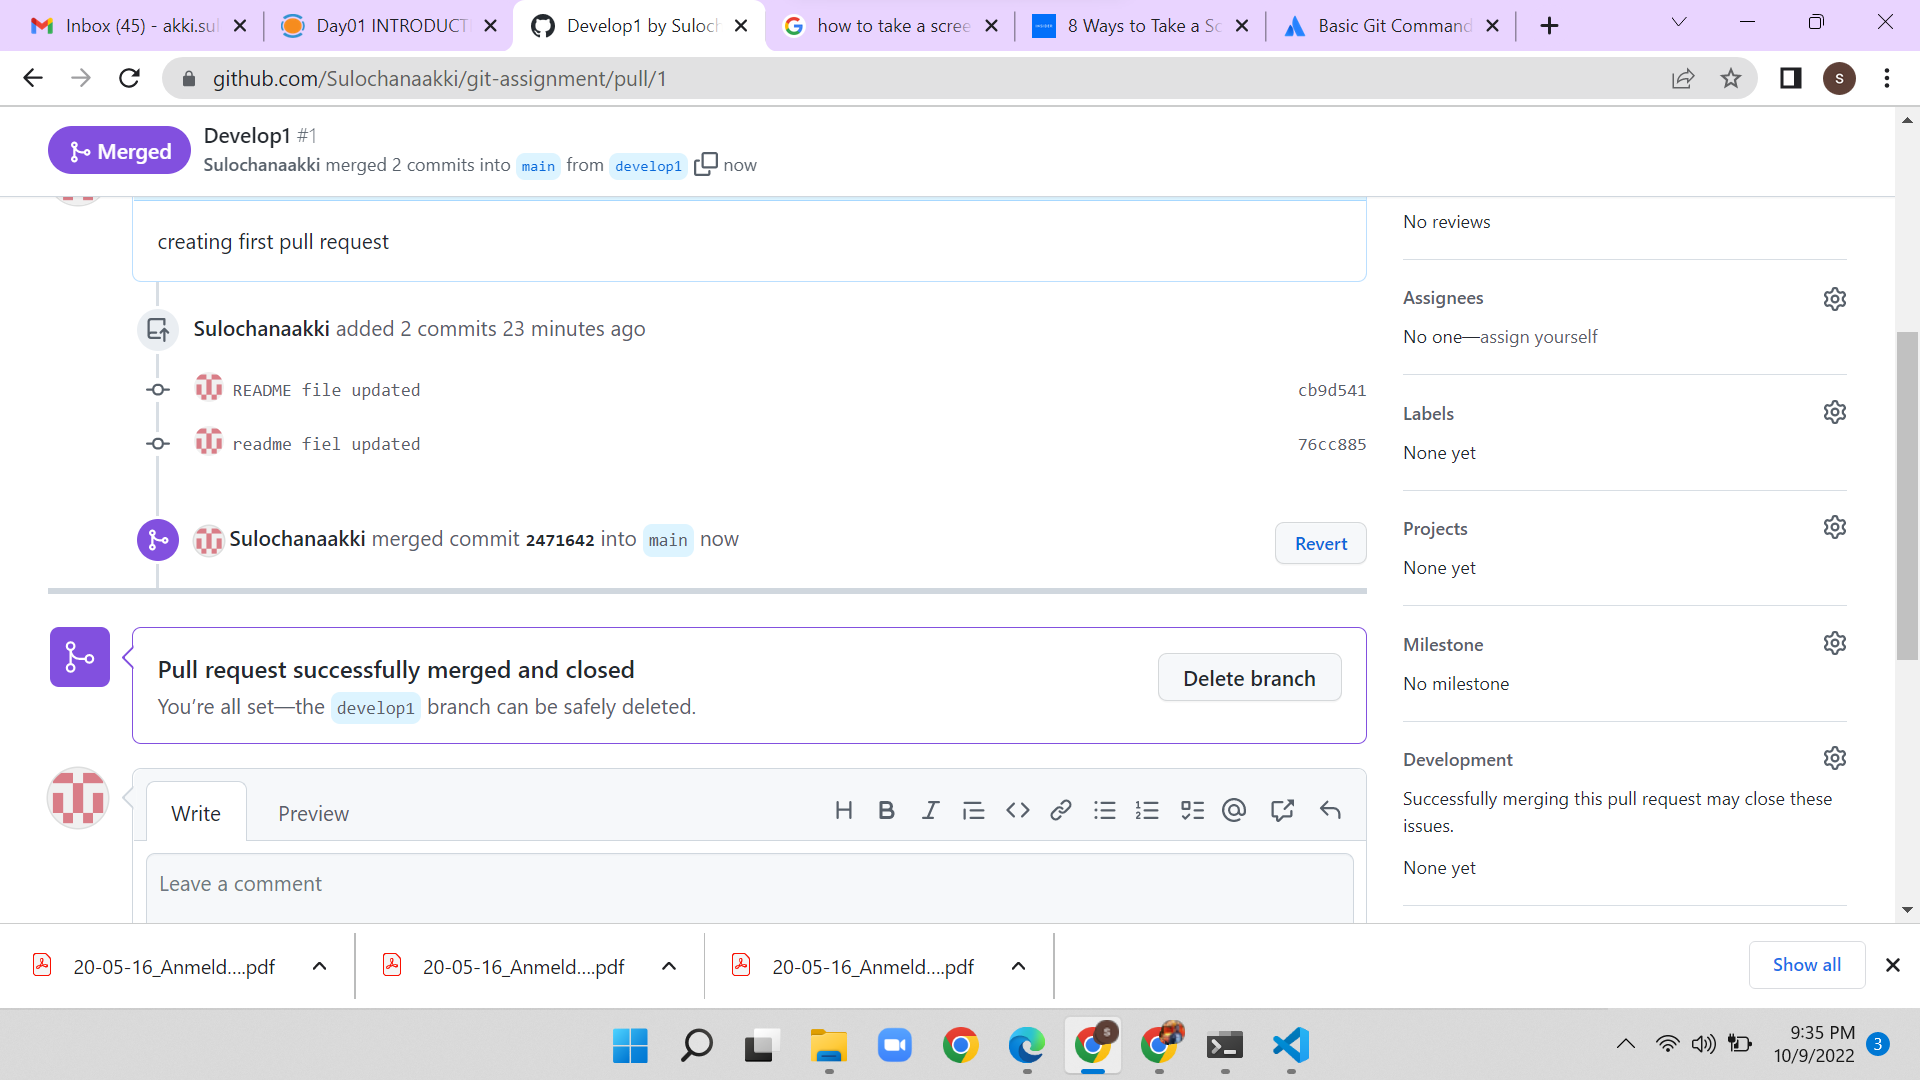 Inbox (45) - akki.sul
Day01 INTRODUCT
Develop1 by Suloch
how to take a scree
8 Ways to Take a Sc
Basic Git Command
github.com/Sulochanaakki/git-assignment/pull/1
S
Merged
Develop1 #1
Sulochanaakki merged 2 commits into main from develop1 now
creating first pull request
Sulochanaakki added 2 commits 23 minutes ago
README file updated cb9d541
readme fiel updated 76cc885
Sulochanaakki merged commit 2471642 into main now
Revert
Pull request successfully merged and closed
You're all set—the develop1 branch can be safely deleted.
Delete branch
Write
Preview
Leave a comment
No reviews
Assignees
No one—assign yourself
Labels
None yet
Projects
None yet
Milestone
No milestone
Development
Successfully merging this pull request may close these
issues.
None yet
20-05-16_Anmeld....pdf
20-05-16_Anmeld....pdf
20-05-16_Anmeld....pdf
Show all
9:35 PM
10/9/2022
3